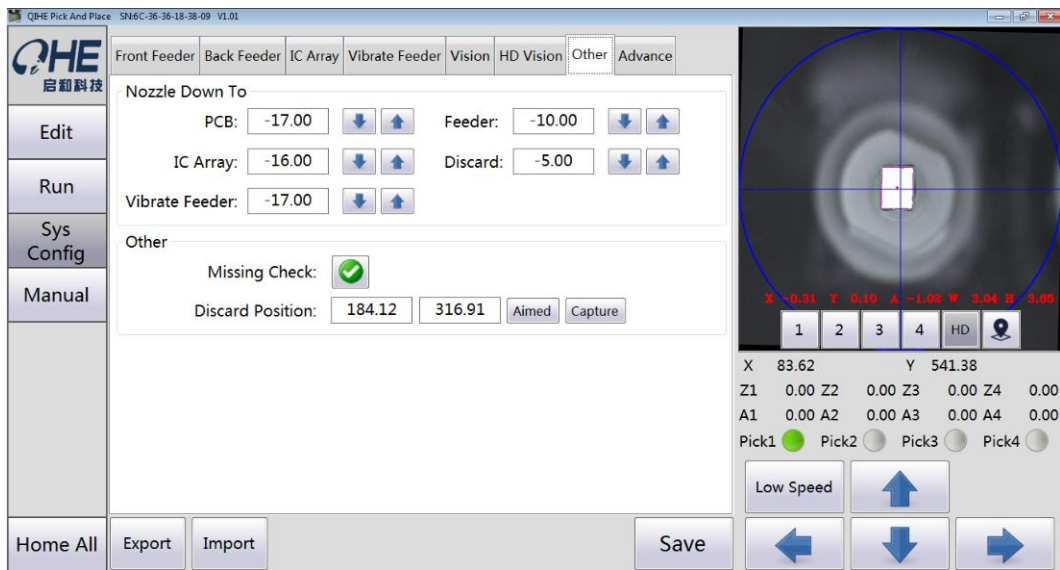 QIHE Pick And Place SN:6C-36-36-18-38-09 V1.01
QHE
启和科技
Edit
Run
Sys
Config
Manual
Home All
Front Feeder Back Feeder IC Array Vibrate Feeder Vision HD Vision Other Advance
Nozzle Down To
PCB: -17.00 Feeder: -10.00
IC Array: -16.00 Discard: -5.00
Vibrate Feeder: -17.00
Other
Missing Check:
Discard Position: 184.12 316.91 Aimed Capture
Export Import Save
X -0.31 Y 0.10 A -1.02 W 3.04 H 3.65
1 2 3 4 HD
X 83.62 Y 541.38
Z1 0.00 Z2 0.00 Z3 0.00 Z4 0.00
A1 0.00 A2 0.00 A3 0.00 A4 0.00
Pick1 Pick2 Pick3 Pick4
Low Speed